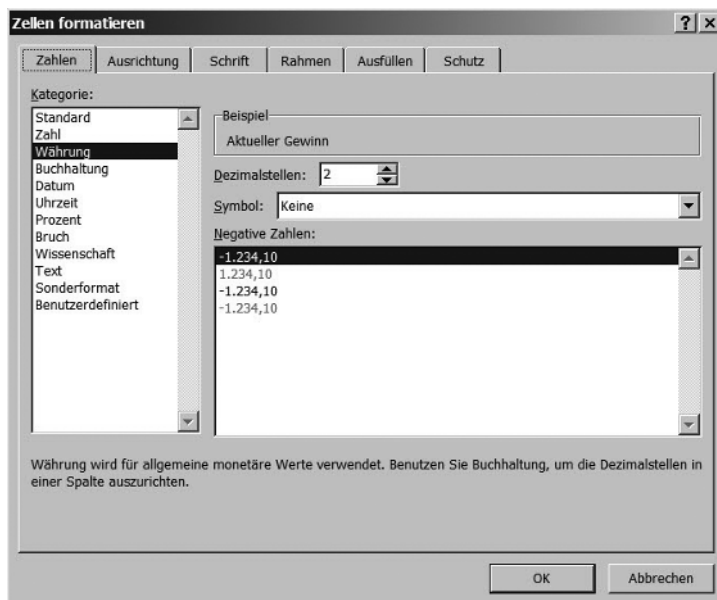 Zellen formatieren
Zahlen
Ausrichtung
Schrift
Rahmen
Ausfüllen
Schutz
Kategorie:
Standard
Zahl
Währung
Buchhaltung
Datum
Uhrzeit
Prozent
Bruch
Wissenschaft
Text
Sonderformat
Benutzerdefiniert
Beispiel
Aktueller Gewinn
Dezimalstellen: 2
Symbol: Keine
Negative Zahlen:
-1.234,10
1.234,10
-1.234,10
-1.234,10
Währung wird für allgemeine monetäre Werte verwendet. Benutzen Sie Buchhaltung, um die Dezimalstellen in
einer Spalte auszurichten.
OK
Abbrechen